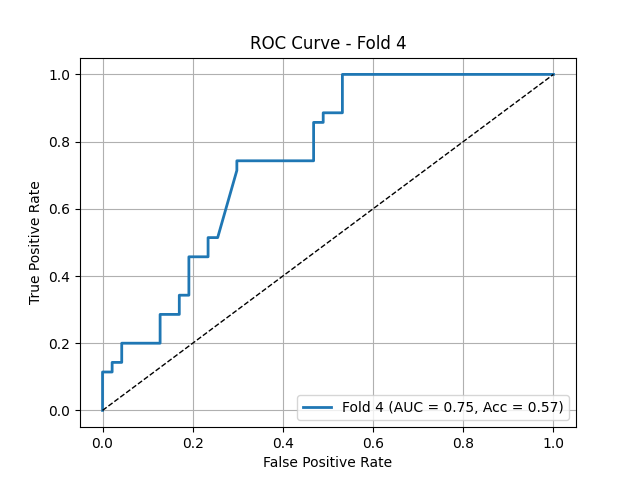 ROC Curve - Fold 4
True Positive Rate
1.0
0.8
0.6
0.4
0.2
0.0
Fold 4 (AUC = 0.75, Acc = 0.57)
0.0 0.2 0.4 0.6 0.8 1.0
False Positive Rate